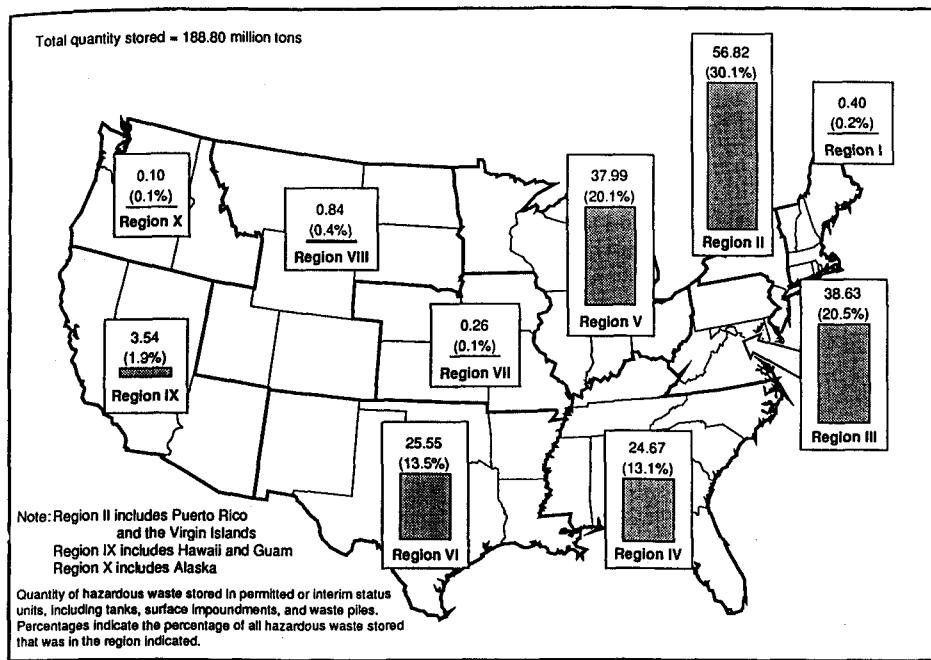 Total quantity stored = 188.80 million tons
56.82
(30.1%)
Region II
0.40
(0.2%)
Region I
37.99
(20.1%)
Region V
0.10
(0.1%)
Region X
0.84
(0.4%)
Region VIII
38.63
(20.5%)
Region III
3.54
(1.9%)
Region IX
0.26
(0.1%)
Region VII
25.55
(13.5%)
Region VI
24.67
(13.1%)
Region IV
Note: Region II includes Puerto Rico
and the Virgin Islands
Region IX includes Hawaii and Guam
Region X includes Alaska
Quantity of hazardous waste stored in permitted or interim status
units, including tanks, surface impoundments, and waste piles.
Percentages indicate the percentage of all hazardous waste stored
that was in the region indicated.